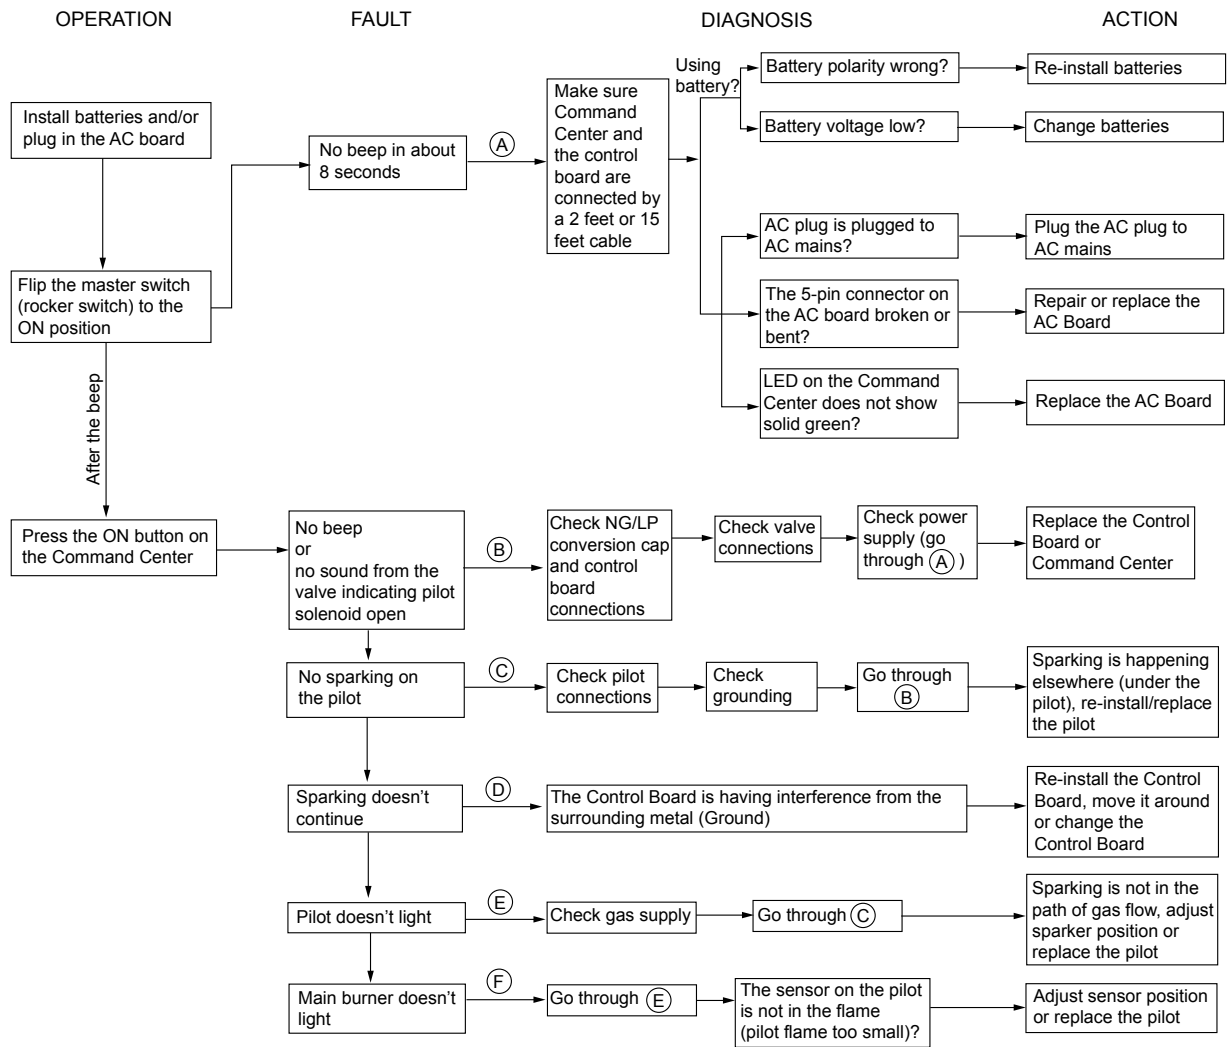 OPERATION
FAULT
DIAGNOSIS
ACTION
Install batteries and/or
plug in the AC board
Flip the master switch
(rocker switch) to the
ON position
After the beep
Press the ON button on
the Command Center
No beep in about
8 seconds
A
Make sure
Command
Center and
the control
board are
connected by
a 2 feet or 15
feet cable
Using
battery?
Battery polarity wrong?
Re-install batteries
Battery voltage low?
Change batteries
AC plug is plugged to
AC mains?
Plug the AC plug to
AC mains
The 5-pin connector on
the AC board broken or
bent?
Repair or replace the
AC Board
LED on the Command
Center does not show
solid green?
Replace the AC Board
No beep
or
no sound from the
valve indicating pilot
solenoid open
B
Check NG/LP
conversion cap
and control
board
connections
Check valve
connections
Check power
supply (go
through A )
Replace the Control
Board or
Command Center
No sparking on
the pilot
C
Check pilot
connections
Check
grounding
Go through
B
Sparking is happening
elsewhere (under the
pilot), re-install/replace
the pilot
Sparking doesn't
continue
D
The Control Board is having interference from the
surrounding metal (Ground)
Re-install the Control
Board, move it around
or change the
Control Board
Pilot doesn't light
E
Check gas supply
Go through C
Sparking is not in the
path of gas flow, adjust
sparker position or
replace the pilot
Main burner doesn't
light
F
Go through E
The sensor on the pilot
is not in the flame
(pilot flame too small)?
Adjust sensor position
or replace the pilot